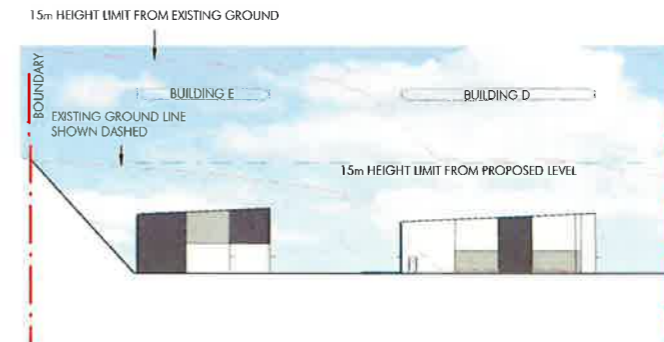 15m HEIGHT LIMIT FROM EXISTING GROUND
BOUNDARY
BUILDING E
BUILDING D
EXISTING GROUND LINE
SHOWN DASHED
15m HEIGHT LIMIT FROM PROPOSED LEVEL